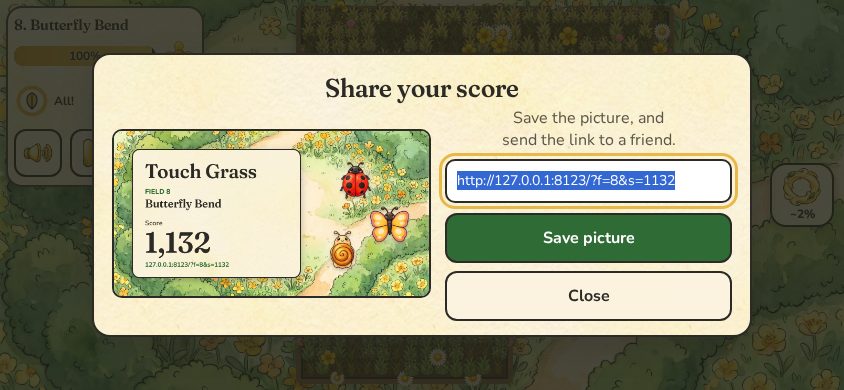 8. Butterfly Bend
100%
All!
Share your score
Touch Grass
FIELD 8
Butterfly Bend
Score
1,132
127.0.0.1:8123/?f=8&s=1132
Save the picture, and
send the link to a friend.
http://127.0.0.1:8123/?f=8&s=1132
Save picture
Close
~2%